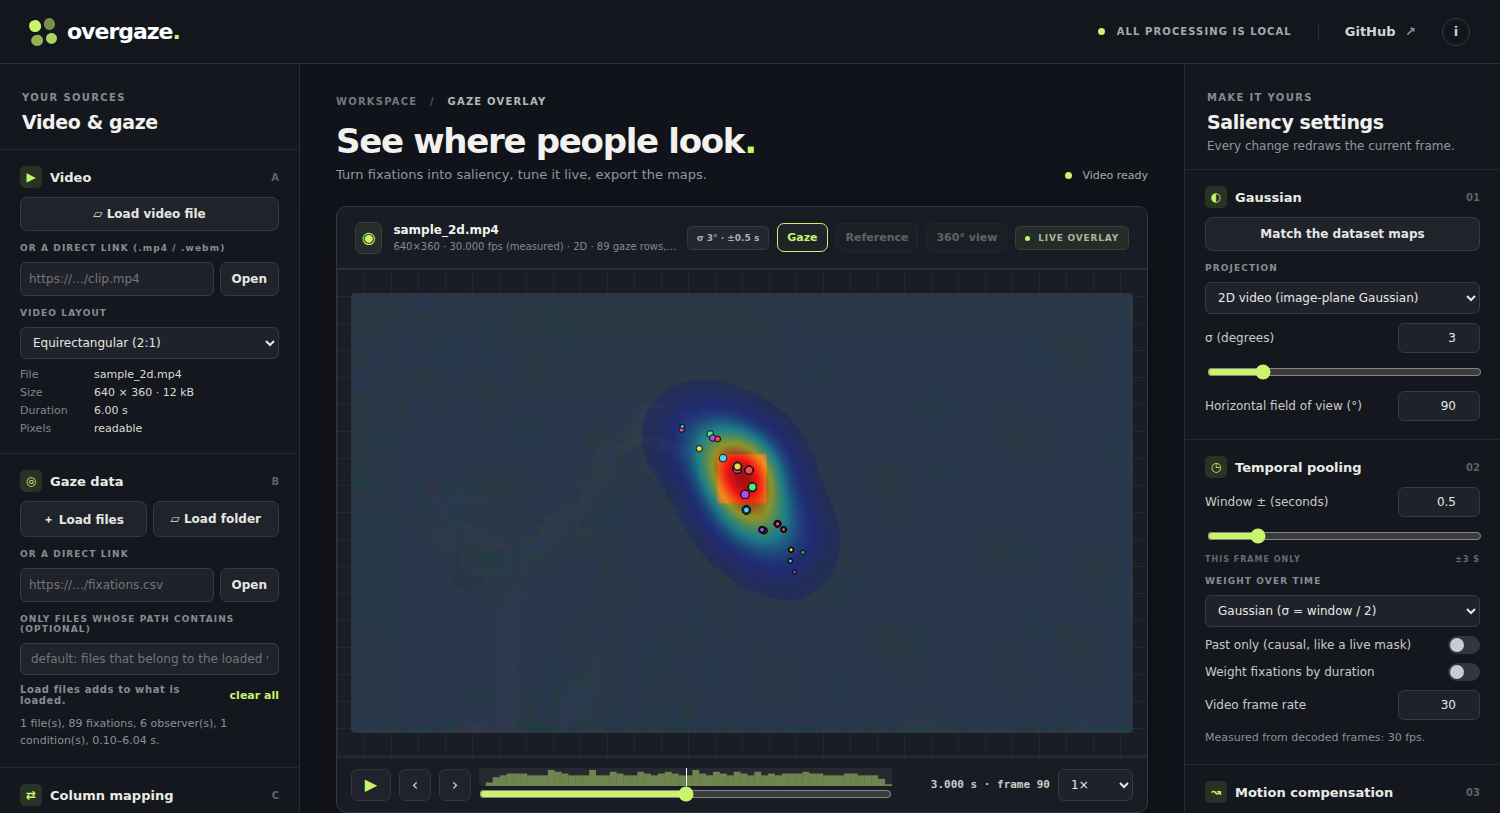 overgaze.
ALL PROCESSING IS LOCAL
GitHub ↗
i
YOUR SOURCES
Video & gaze
Video
A
Load video file
OR A DIRECT LINK (.mp4 / .webm)
https://.../clip.mp4
Open
VIDEO LAYOUT
Equirectangular (2:1)
File sample_2d.mp4
Size 640 × 360 · 12 kB
Duration 6.00 s
Pixels readable
Gaze data
B
+ Load files
Load folder
OR A DIRECT LINK
https://.../fixations.csv
Open
ONLY FILES WHOSE PATH CONTAINS
(OPTIONAL)
default: files that belong to the loaded
Load files adds to what is
loaded.
clear all
1 file(s), 89 fixations, 6 observer(s), 1
condition(s), 0.10–6.04 s.
Column mapping
C
WORKSPACE / GAZE OVERLAY
See where people look.
Turn fixations into saliency, tune it live, export the maps.
Video ready
sample_2d.mp4
640×360 · 30.000 fps (measured) · 2D · 89 gaze rows,...
σ 3° · ±0.5 s
Gaze
Reference
360° view
LIVE OVERLAY
3.000 s · frame 90
1×
MAKE IT YOURS
Saliency settings
Every change redraws the current frame.
Gaussian
01
Match the dataset maps
PROJECTION
2D video (image-plane Gaussian)
σ (degrees)
3
Horizontal field of view (°)
90
Temporal pooling
02
Window ± (seconds)
0.5
THIS FRAME ONLY
±3 S
WEIGHT OVER TIME
Gaussian (σ = window / 2)
Past only (causal, like a live mask)
Weight fixations by duration
Video frame rate
30
Measured from decoded frames: 30 fps.
Motion compensation
03